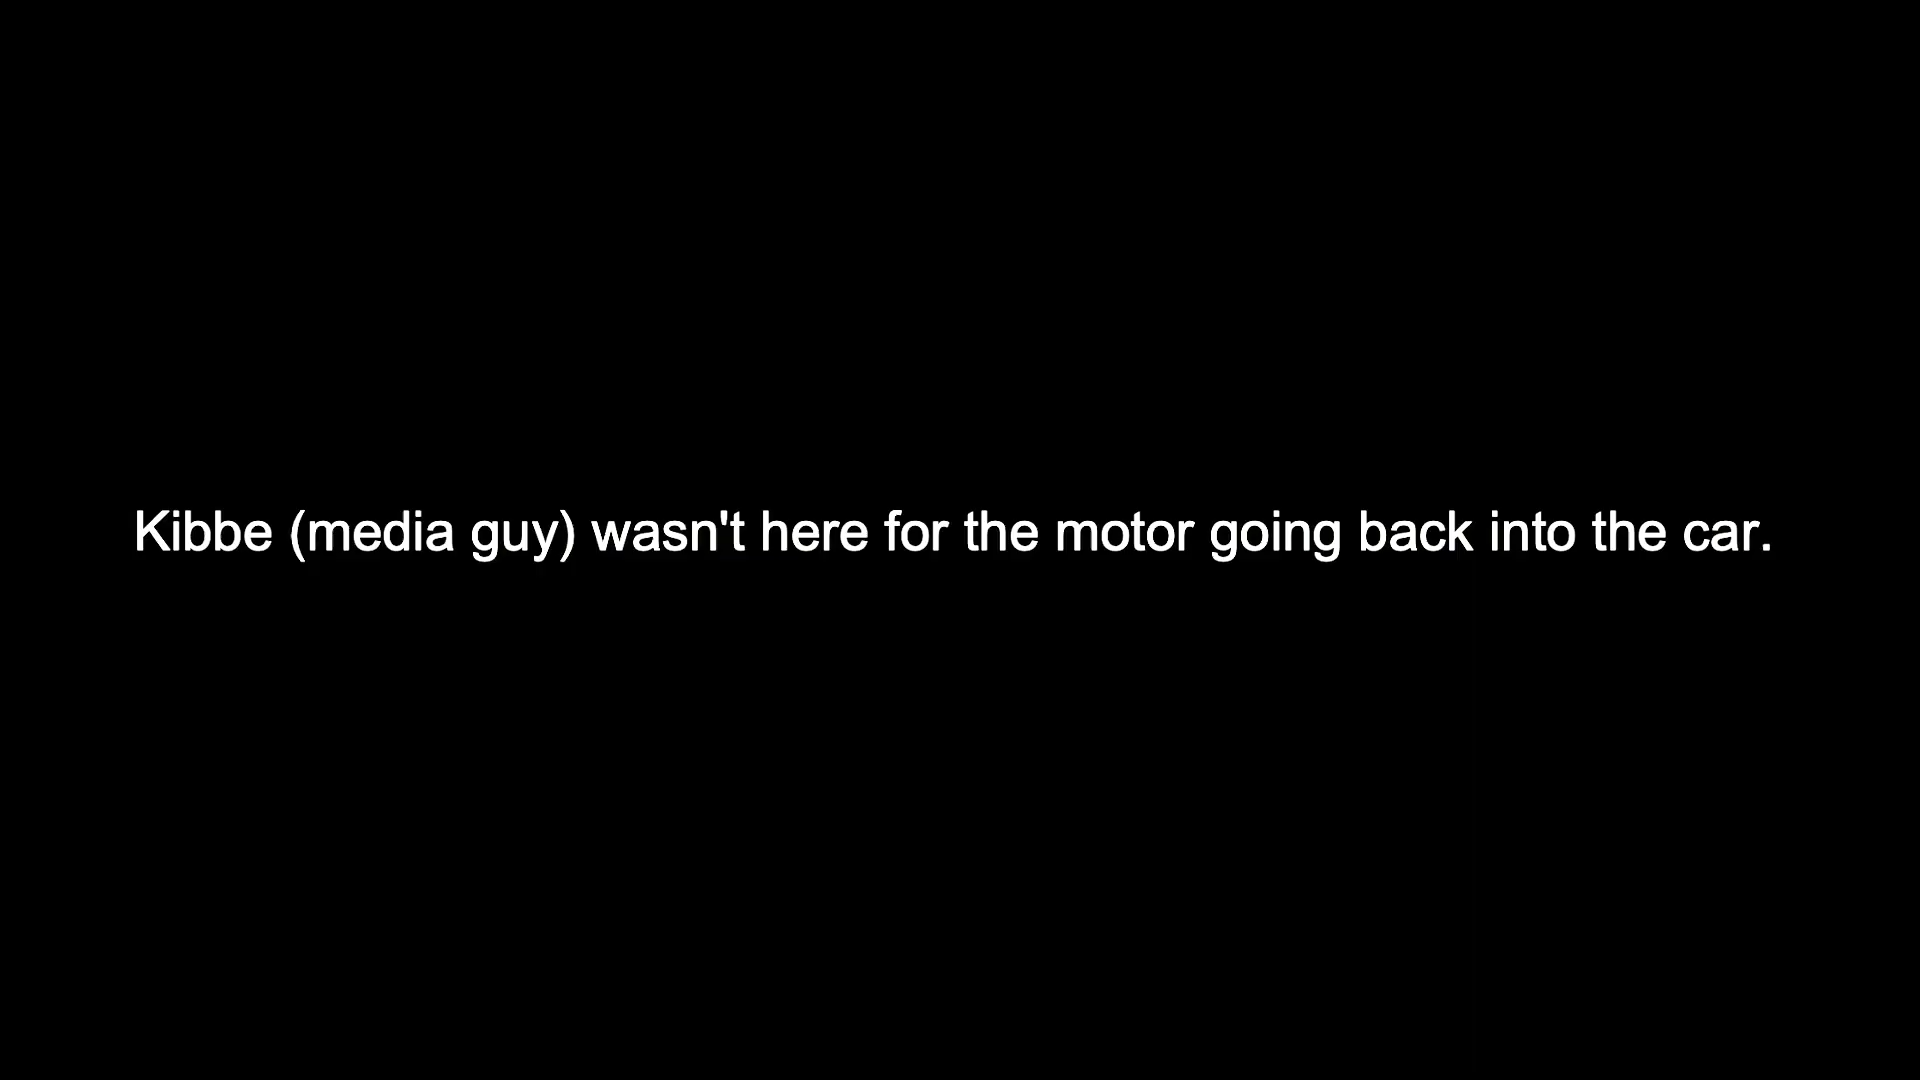 Kibbe (media guy) wasn't here for the motor going back into the car.